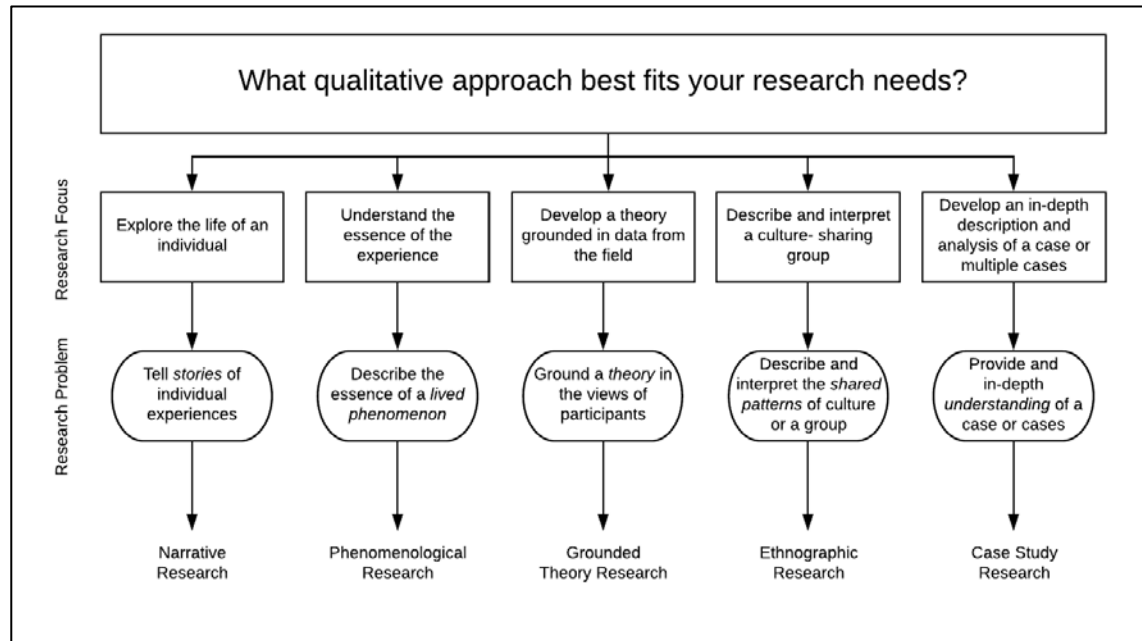 What qualitative approach best fits your research needs?
Research Focus
Explore the life of an
individual
Understand the
essence of the
experience
Develop a theory
grounded in data from
the field
Describe and interpret
a culture- sharing
group
Develop an in-depth
description and
analysis of a case or
multiple cases
Research Problem
Tell stories of
individual
experiences
Describe the
essence of a lived
phenomenon
Ground a theory in
the views of
participants
Describe and
interpret the shared
patterns of culture
or a group
Provide and
in-depth
understanding of a
case or cases
Narrative
Research
Phenomenological
Research
Grounded
Theory Research
Ethnographic
Research
Case Study
Research